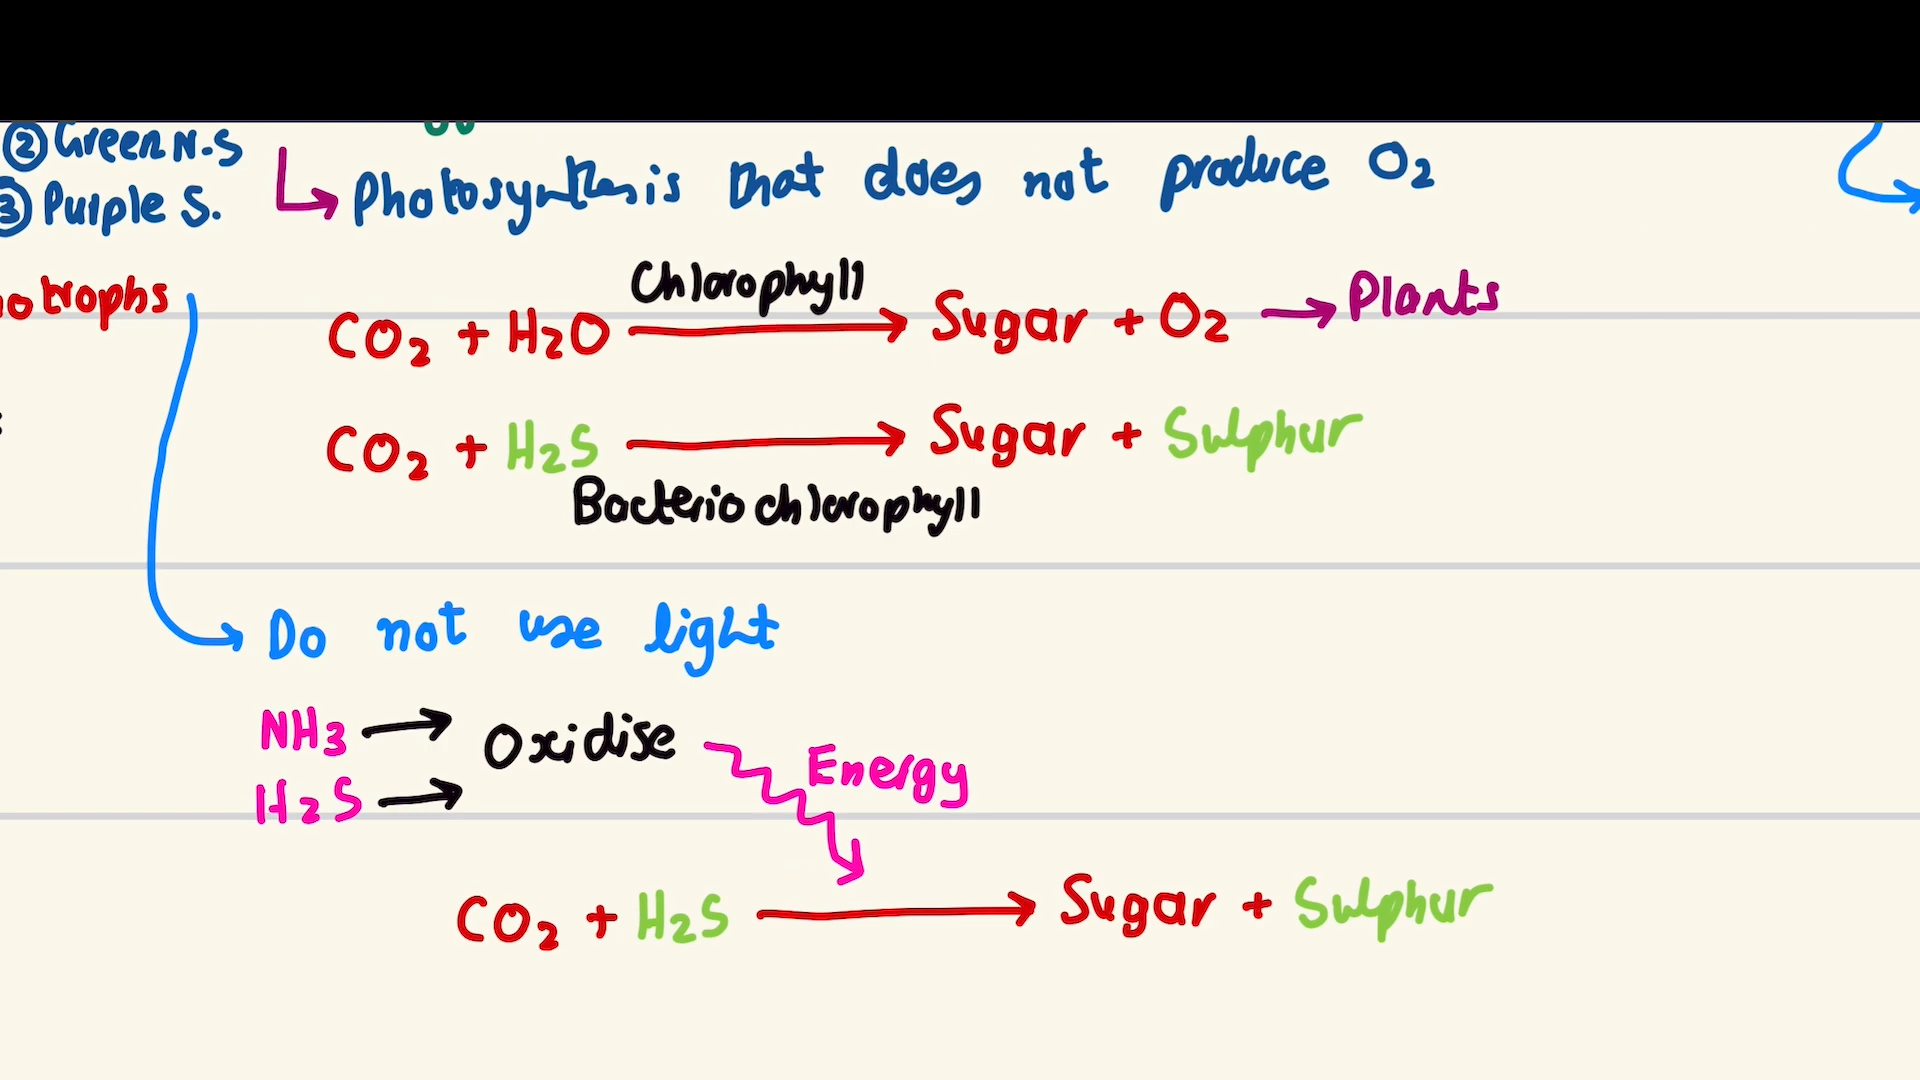 ② Green N.S
③ Purple S.
Photosynthesis that does not produce O₂
Chlorophyll
CO₂ + H₂O → Sugar + O₂ → Plants
CO₂ + H₂S → Sugar + Sulphur
Bacteriochlorophyll
Do not use light
NH₃ → Oxidise
H₂S →
Energy
CO₂ + H₂S → Sugar + Sulphur